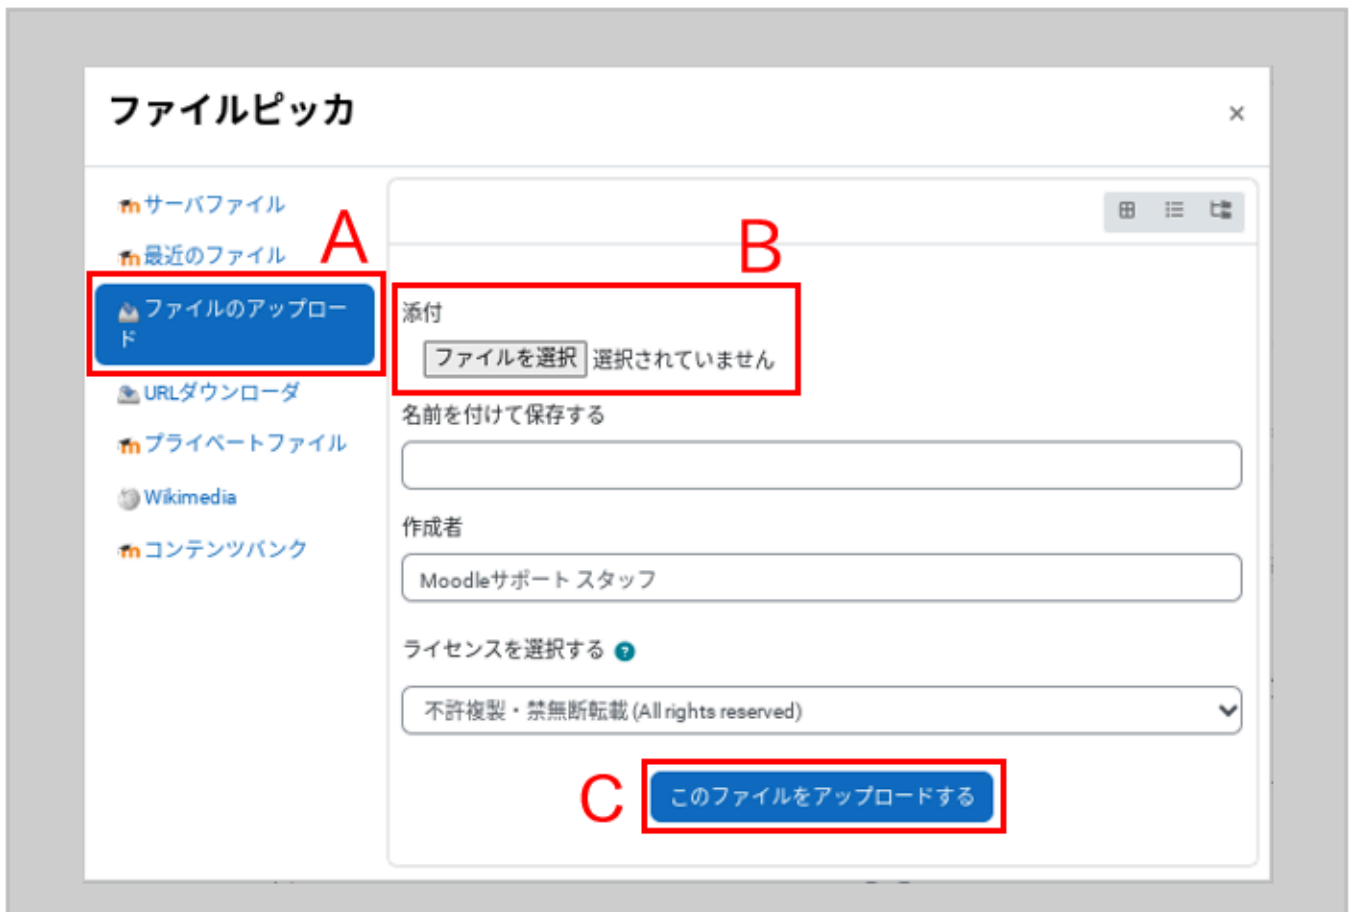 ファイルピッカ
×
サーバファイル
最近のファイル
A
ファイルのアップロー
ド
URLダウンローダ
プライベートファイル
Wikimedia
コンテンツバンク
B
添付
ファイルを選択 選択されていません
名前を付けて保存する
作成者
Moodleサポート スタッフ
ライセンスを選択する ?
不許複製・禁無断転載 (All rights reserved)
C
このファイルをアップロードする